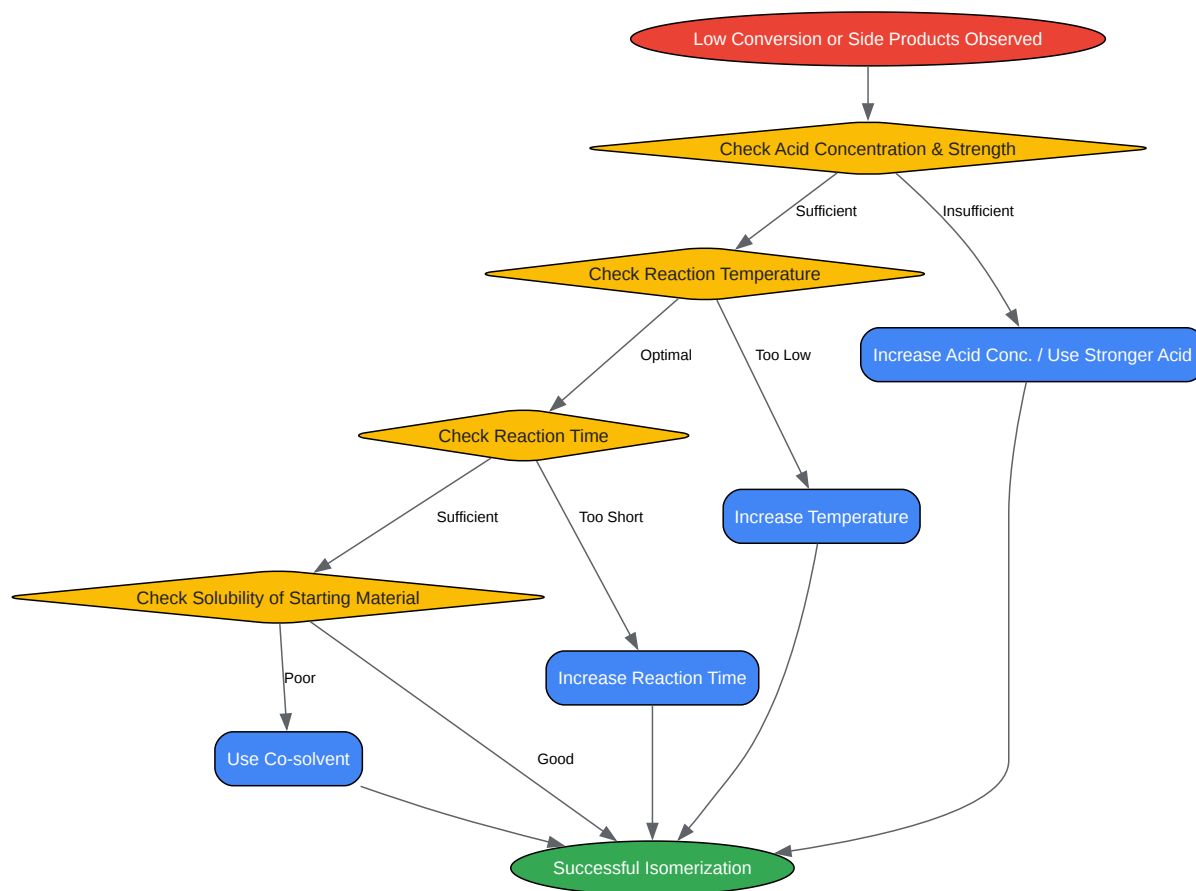 Low Conversion or Side Products Observed
Check Acid Concentration & Strength
Sufficient
Insufficient
Check Reaction Temperature
Optimal
Too Low
Increase Acid Conc. / Use Stronger Acid
Check Reaction Time
Sufficient
Too Short
Increase Temperature
Check Solubility of Starting Material
Poor
Increase Reaction Time
Use Co-solvent
Good
Successful Isomerization